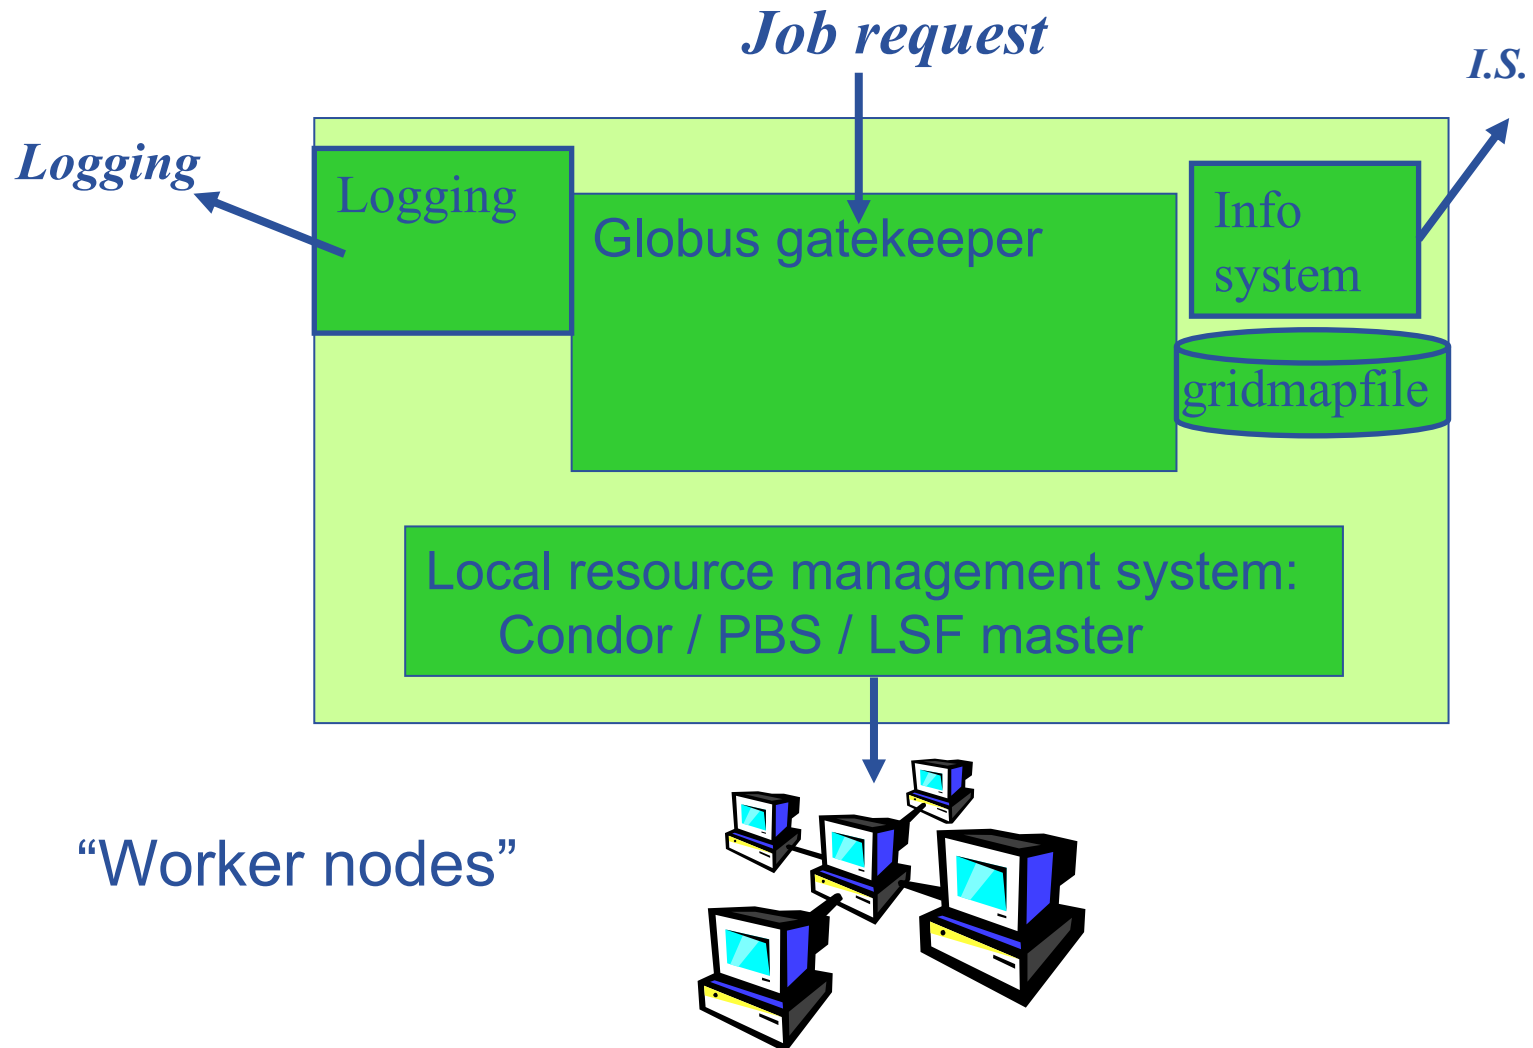 Job request
I.S.
Logging
Logging
Globus gatekeeper
Info
system
gridmapfile
Local resource management system:
Condor / PBS / LSF master
“Worker nodes”